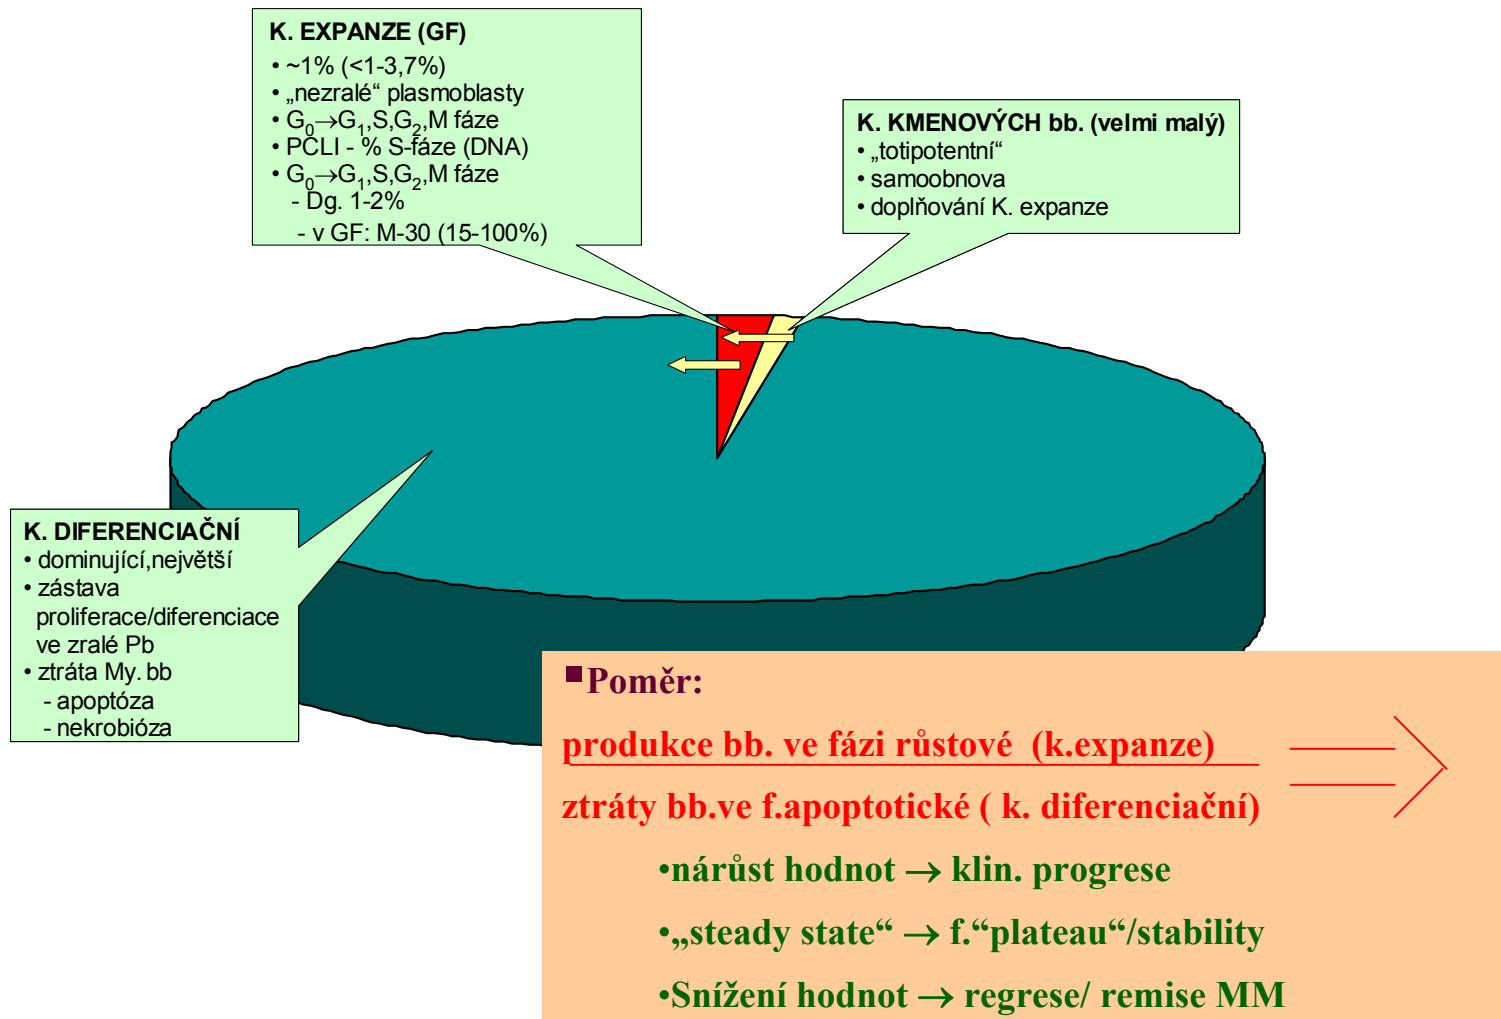 K. EXPANZE (GF)
• ~1% (<1-3,7%)
• „nezralé“ plasmoblasty
• G0→G1,S,G2,M fáze
• PCLI - % S-fáze (DNA)
• G0→G1,S,G2,M fáze
- Dg. 1-2%
- v GF: M-30 (15-100%)
K. KMENOVÝCH bb. (velmi malý)
• „totipotentní“
• samoobnova
• doplňování K. expanze
K. DIFERENCIAČNÍ
• dominující,největší
• zástava
proliferace/diferenciace
ve zralé Pb
• ztráta My. bb
- apoptóza
- nekrobióza
▪Poměr:
produkce bb. ve fázi růstové (k.expanze)
ztráty bb.ve f.apoptotické ( k. diferenciační)
•nárůst hodnot → klin. progrese
•„steady state“ → f.“plateau“/stability
•Snížení hodnot → regrese/ remise MM